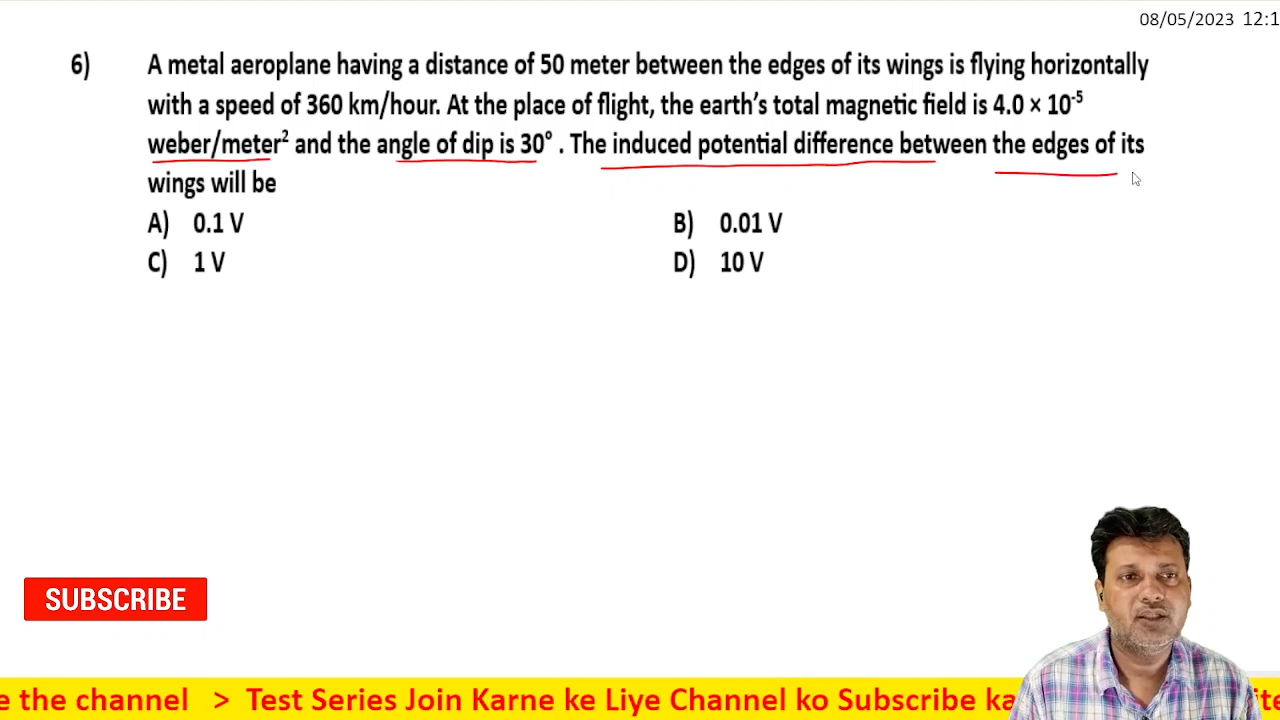 08/05/2023 12:1
6) A metal aeroplane having a distance of 50 meter between the edges of its wings is flying horizontally
with a speed of 360 km/hour. At the place of flight, the earth's total magnetic field is 4.0 × 10⁻⁵
weber/meter² and the angle of dip is 30° . The induced potential difference between the edges of its
wings will be
A) 0.1 V B) 0.01 V
C) 1 V D) 10 V
SUBSCRIBE
e the channel > Test Series Join Karne ke Liye Channel ko Subscribe ka